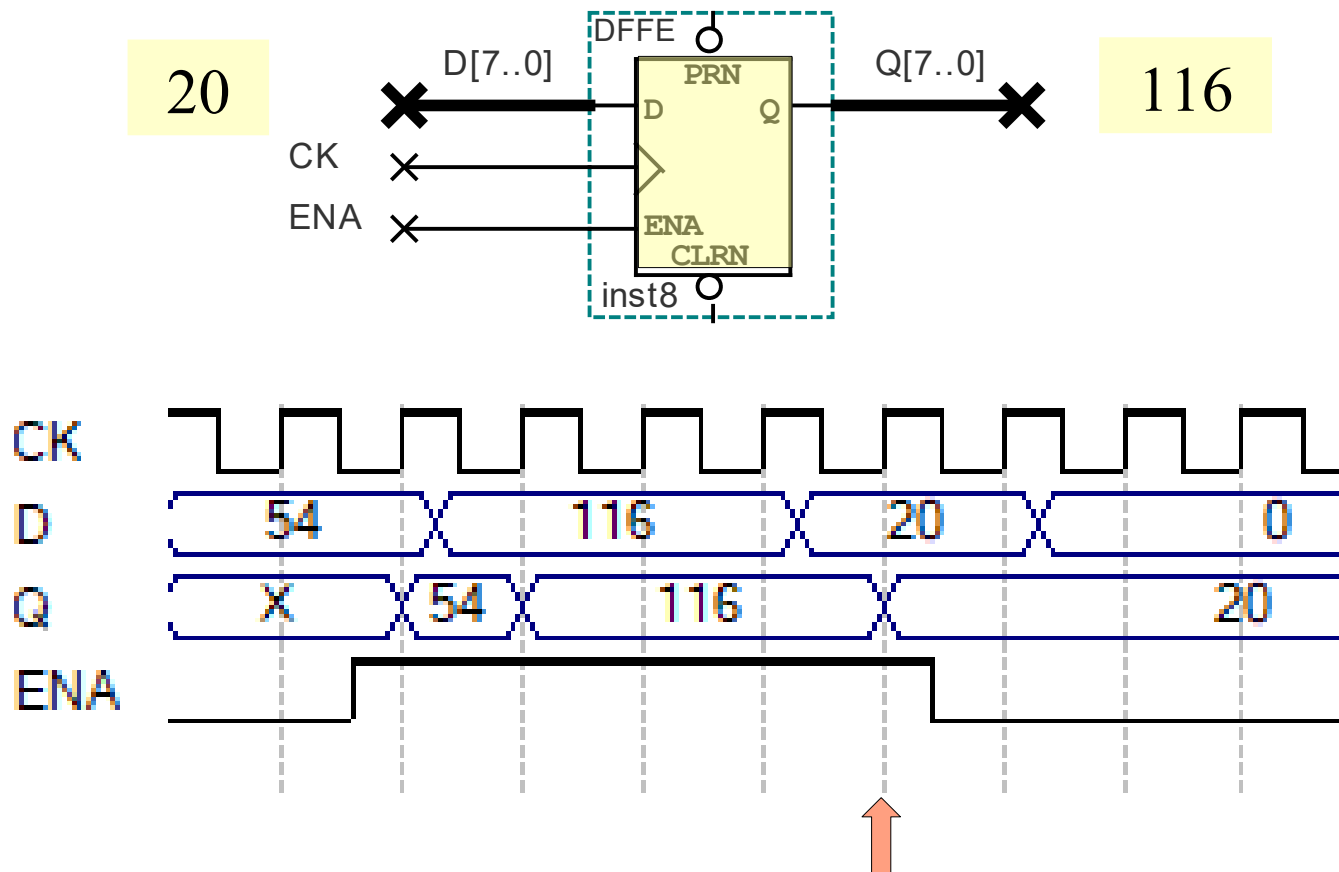 DFFE
20
D[7..0]
Q[7..0]
116
PRN
D
Q
CK
ENA
ENA
CLRN
inst8
CK
D
54
116
20
0
Q
X
54
116
20
ENA